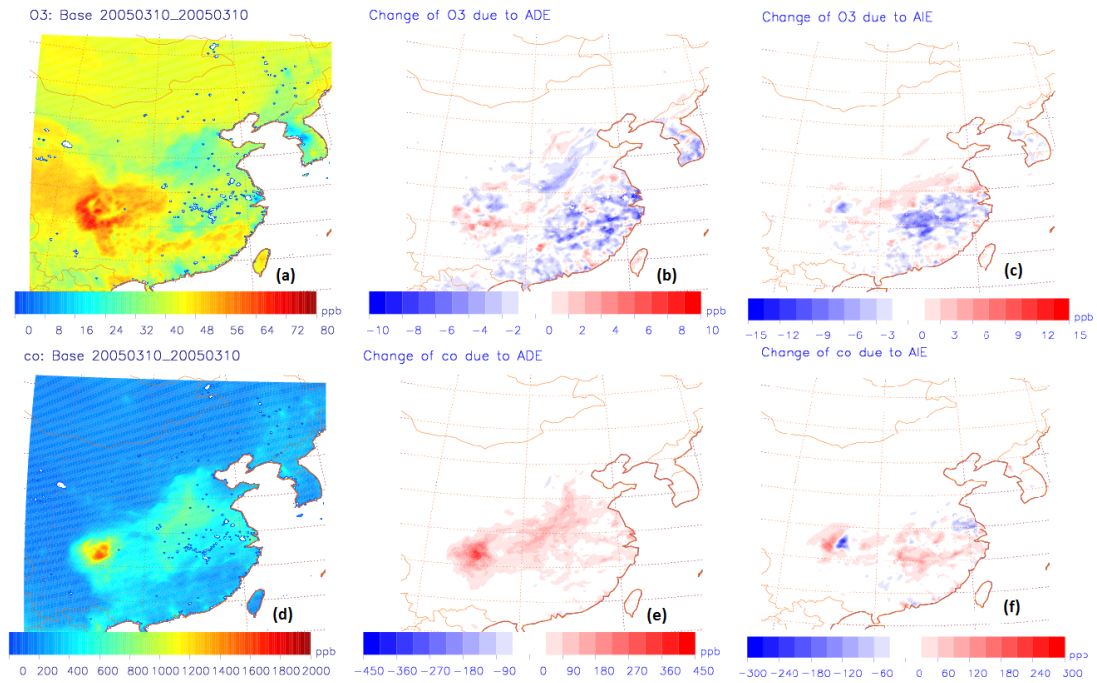 O3: Base 20050310_20050310
Change of O3 due to ADE
Change of O3 due to AIE
(a)
(b)
(c)
ppb
ppb
ppb
0 16 24 32 40 48 56 64 72 78
-10 -8 -6 -4 -2 0 2 4 6 8 10
-15 -12 -9 -6 -3 0 3 6 9 12 15
co: Base 20050310_20050310
Change of co due to ADE
Change of co due to AIE
(d)
(e)
(f)
ppb
ppb
ppb
0 200 400 600 800 1000 1200 1400 1600 1800 2000
-450 -360 -270 -180 -90 0 90 180 270 360 450
-300 -240 -180 -120 -60 0 60 120 180 240 300